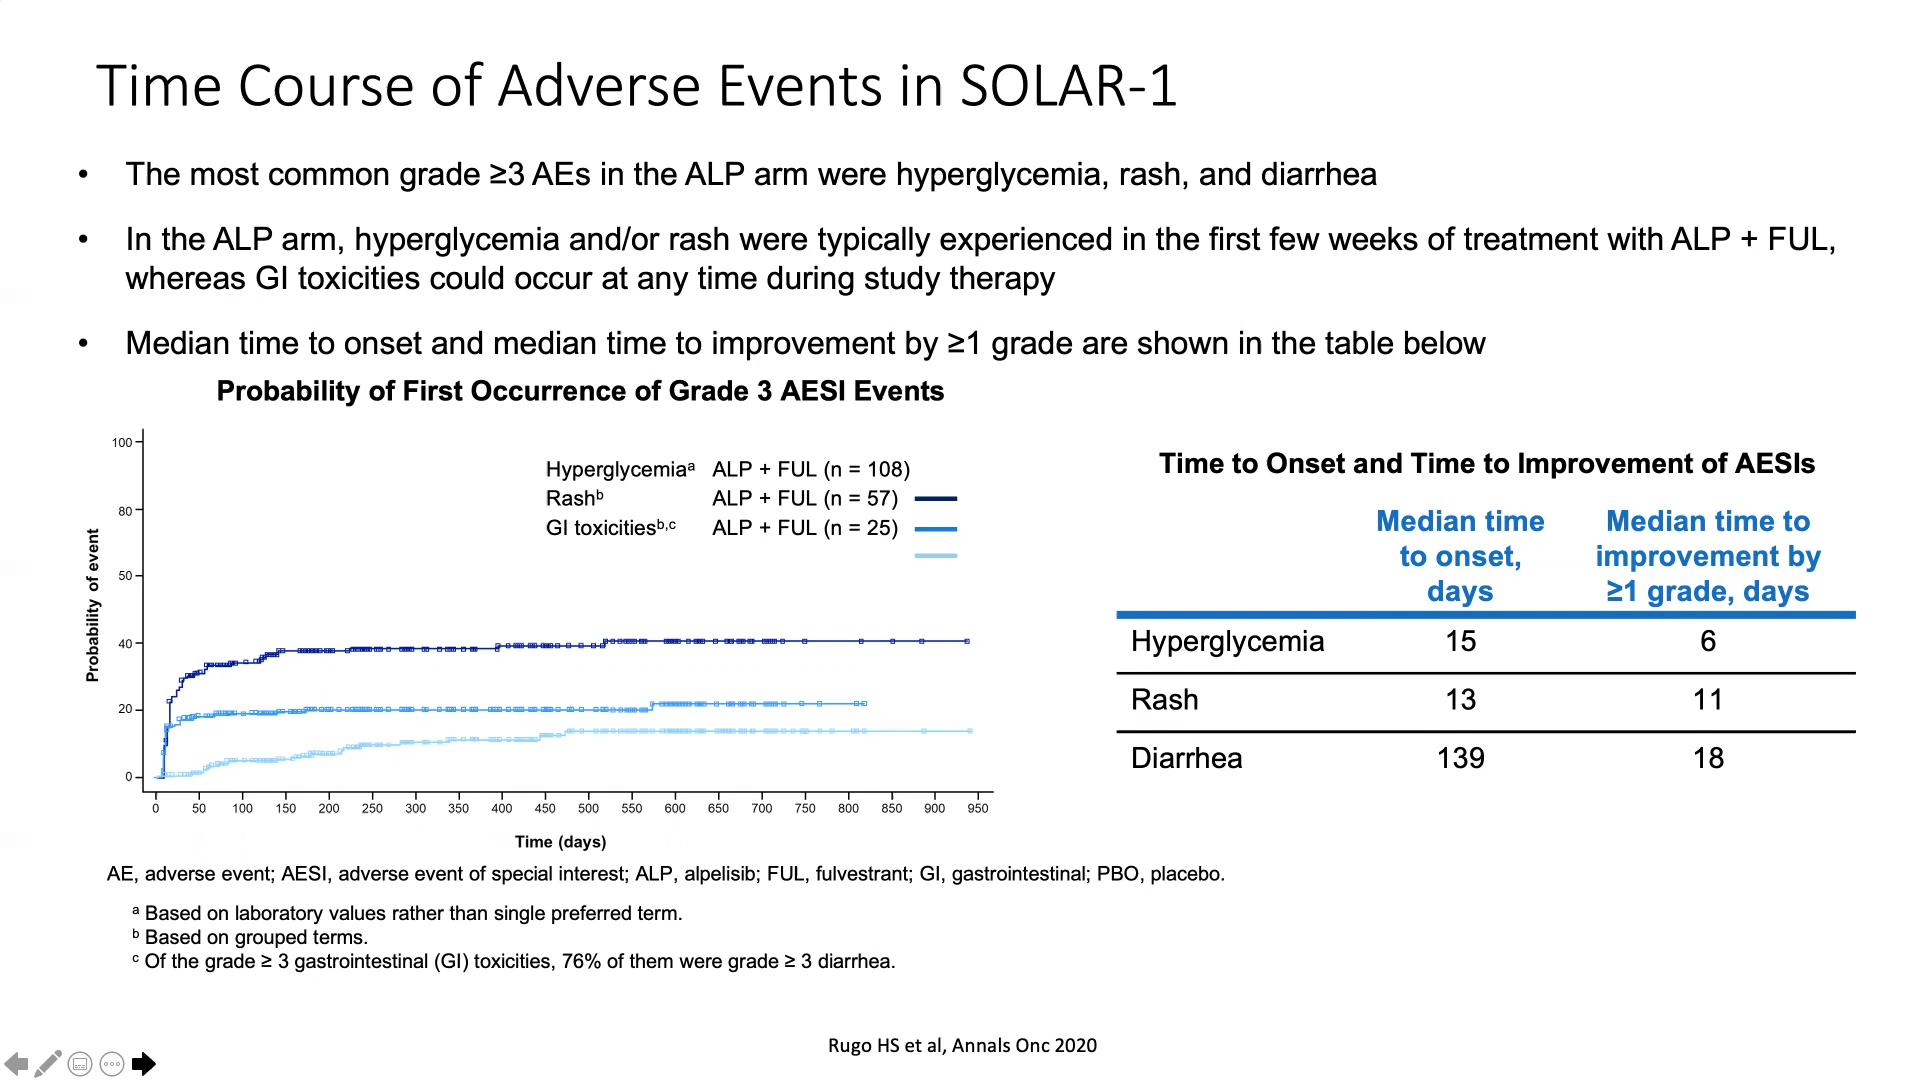 Time Course of Adverse Events in SOLAR-1
• The most common grade ≥3 AEs in the ALP arm were hyperglycemia, rash, and diarrhea
• In the ALP arm, hyperglycemia and/or rash were typically experienced in the first few weeks of treatment with ALP + FUL,
whereas GI toxicities could occur at any time during study therapy
• Median time to onset and median time to improvement by ≥1 grade are shown in the table below
Probability of First Occurrence of Grade 3 AESI Events
Probability of event
100
80
50
40
20
0
Hyperglycemiaᵃ ALP + FUL (n = 108)
Rashᵇ ALP + FUL (n = 57)
GI toxicitiesᵇ,ᶜ ALP + FUL (n = 25)
0 50 100 150 200 250 300 350 400 450 500 550 600 650 700 750 800 850 900 950
Time (days)
Time to Onset and Time to Improvement of AESIs
Median time to onset, days
Median time to improvement by ≥1 grade, days
Hyperglycemia 15 6
Rash 13 11
Diarrhea 139 18
AE, adverse event; AESI, adverse event of special interest; ALP, alpelisib; FUL, fulvestrant; GI, gastrointestinal; PBO, placebo.
ᵃ Based on laboratory values rather than single preferred term.
ᵇ Based on grouped terms.
ᶜ Of the grade ≥ 3 gastrointestinal (GI) toxicities, 76% of them were grade ≥ 3 diarrhea.
Rugo HS et al, Annals Onc 2020